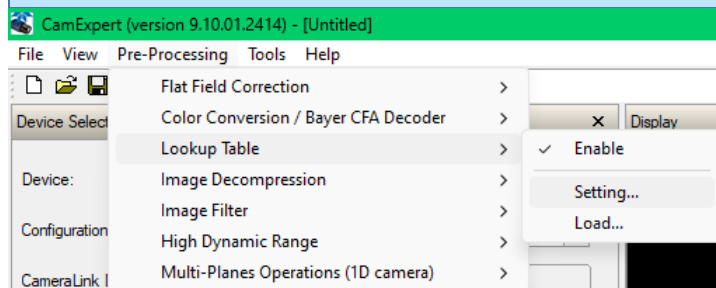 CamExpert (version 9.10.01.2414) - [Untitled]
File View Pre-Processing Tools Help
Flat Field Correction
Device Select
Color Conversion / Bayer CFA Decoder
Display
Lookup Table
Enable
Device:
Image Decompression
Setting...
Image Filter
Load...
Configuration
High Dynamic Range
CameraLink
Multi-Planes Operations (1D camera)